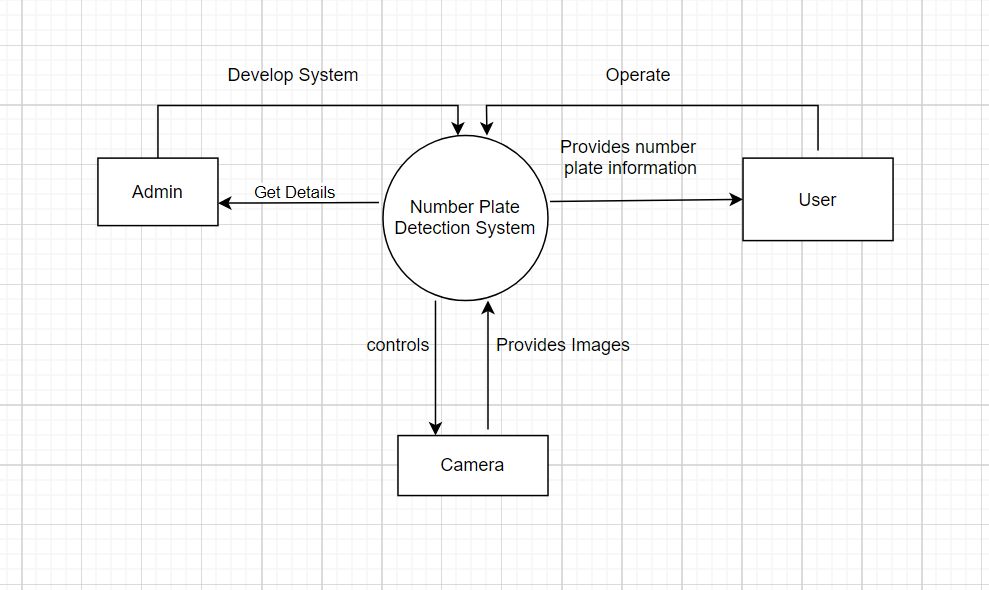 Develop System
Operate
Provides number
plate information
Admin
Get Details
Number Plate
Detection System
User
controls
Provides Images
Camera